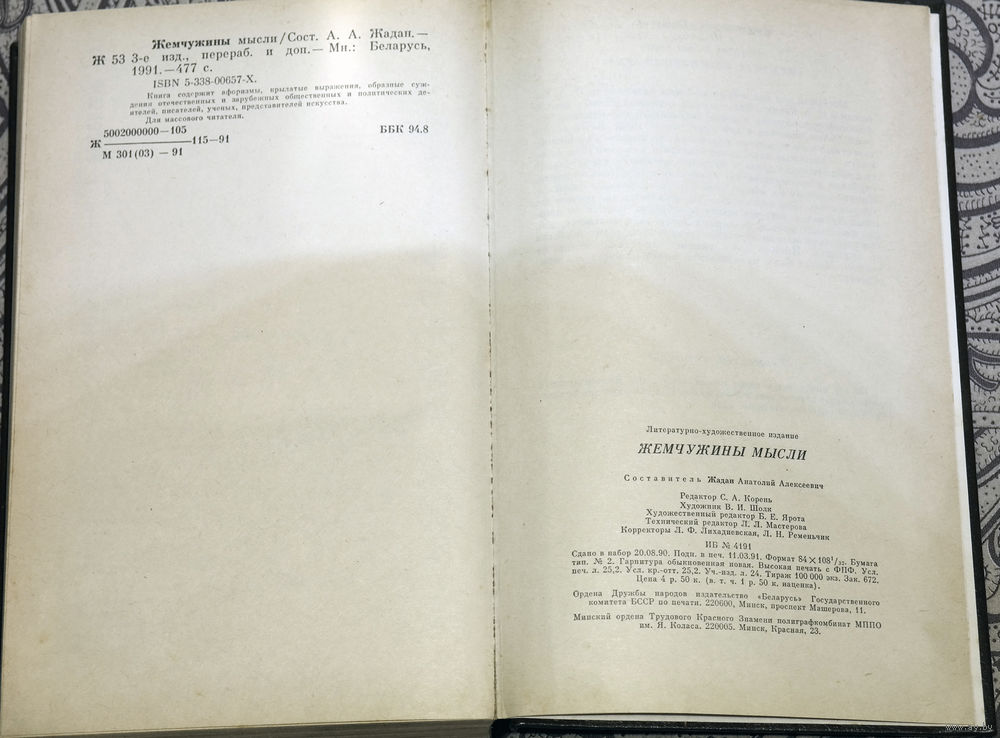 Жемчужины мысли/Сост. А. А. Жадан.—
Ж 53 3-е изд., перераб. и доп.— Мн.: Беларусь,
1991.—477 с.
ISBN 5-338-00657-X.
Книга содержит афоризмы, крылатые выражения, образные суж-
дения отечественных и зарубежных общественных и политических де-
ятелей, писателей, ученых, представителей искусства.
Для массового читателя.
5002000000—105
Ж 115—91
М 301(03) — 91
ББК 94.8
Литературно-художественное издание
ЖЕМЧУЖИНЫ МЫСЛИ
Составитель Жадан Анатолий Алексеевич
Редактор С. А. Корень
Художник В. И. Шолк
Художественный редактор Б. Е. Ярота
Технический редактор Л. Л. Мастерова
Корректоры Л. Ф. Лихадиевская, Л. Н. Ременьчик
ИБ № 4191
Сдано в набор 20.08.90. Подп. в печ. 11.03.91. Формат 84×108¹/₃₂. Бумага
тип. № 2. Гарнитура обыкновенная новая. Высокая печать с ФПФ. Усл.
печ. л. 25,2. Усл. кр.-отт. 25,2. Уч.-изд. л. 24. Тираж 100 000 экз. Зак. 672.
Цена 4 р. 50 к. (в. т. ч. 1 р. 50 к. наценка).
Ордена Дружбы народов издательство «Беларусь» Государственного
комитета БССР по печати. 220600, Минск, проспект Машерова, 11.
Минский ордена Трудового Красного Знамени полиграфкомбинат МППО
им. Я. Коласа. 220005. Минск, Красная, 23.
www.ay.by